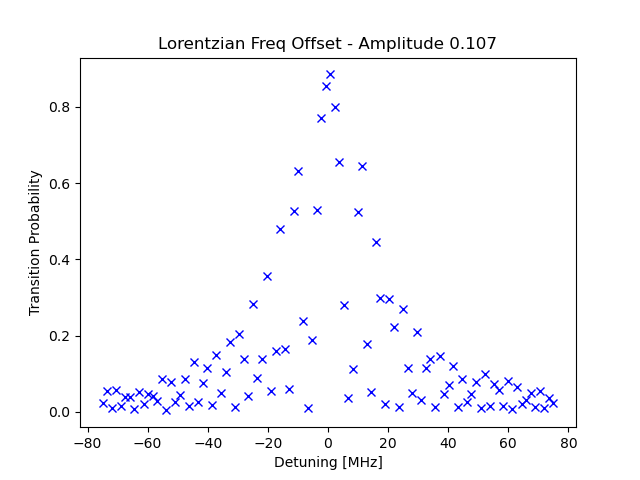 Lorentzian Freq Offset - Amplitude 0.107
Transition Probability
0.8
0.6
0.4
0.2
0.0
−80 −60 −40 −20 0 20 40 60 80
Detuning [MHz]